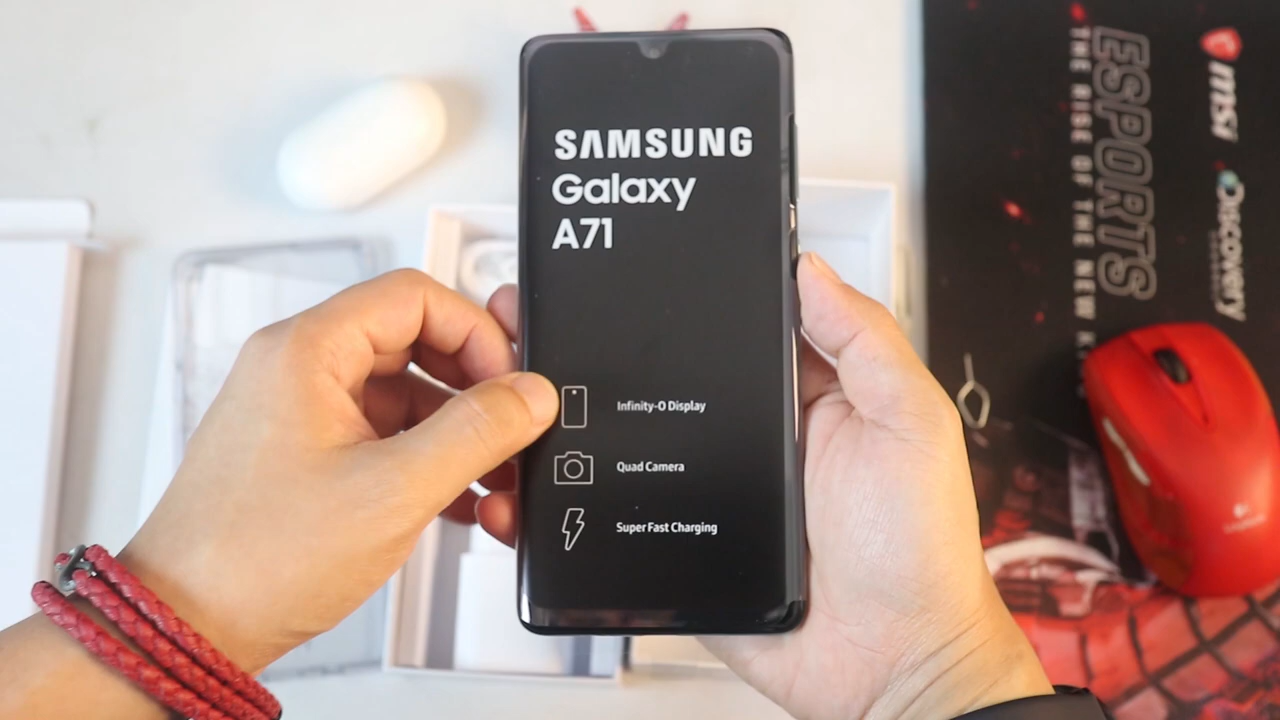 SAMSUNG
Galaxy
A71
Infinity-O Display
Quad Camera
Super Fast Charging
msi
Discovery
ESPORTS
THE RISE OF THE NEW